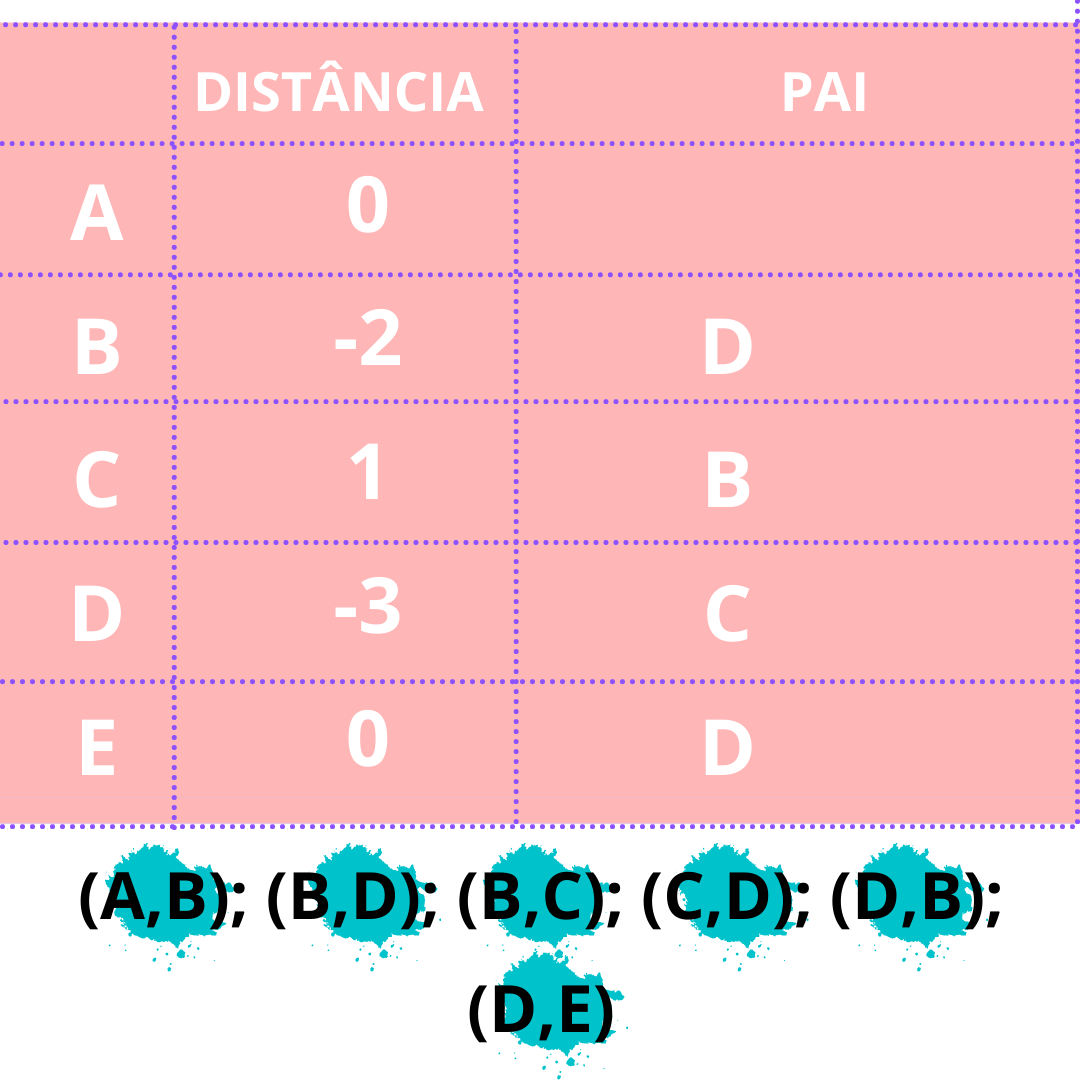 DISTÂNCIA PAI
A 0
B -2 D
C 1 B
D -3 C
E 0 D
(A,B); (B,D); (B,C); (C,D); (D,B);
(D,E)